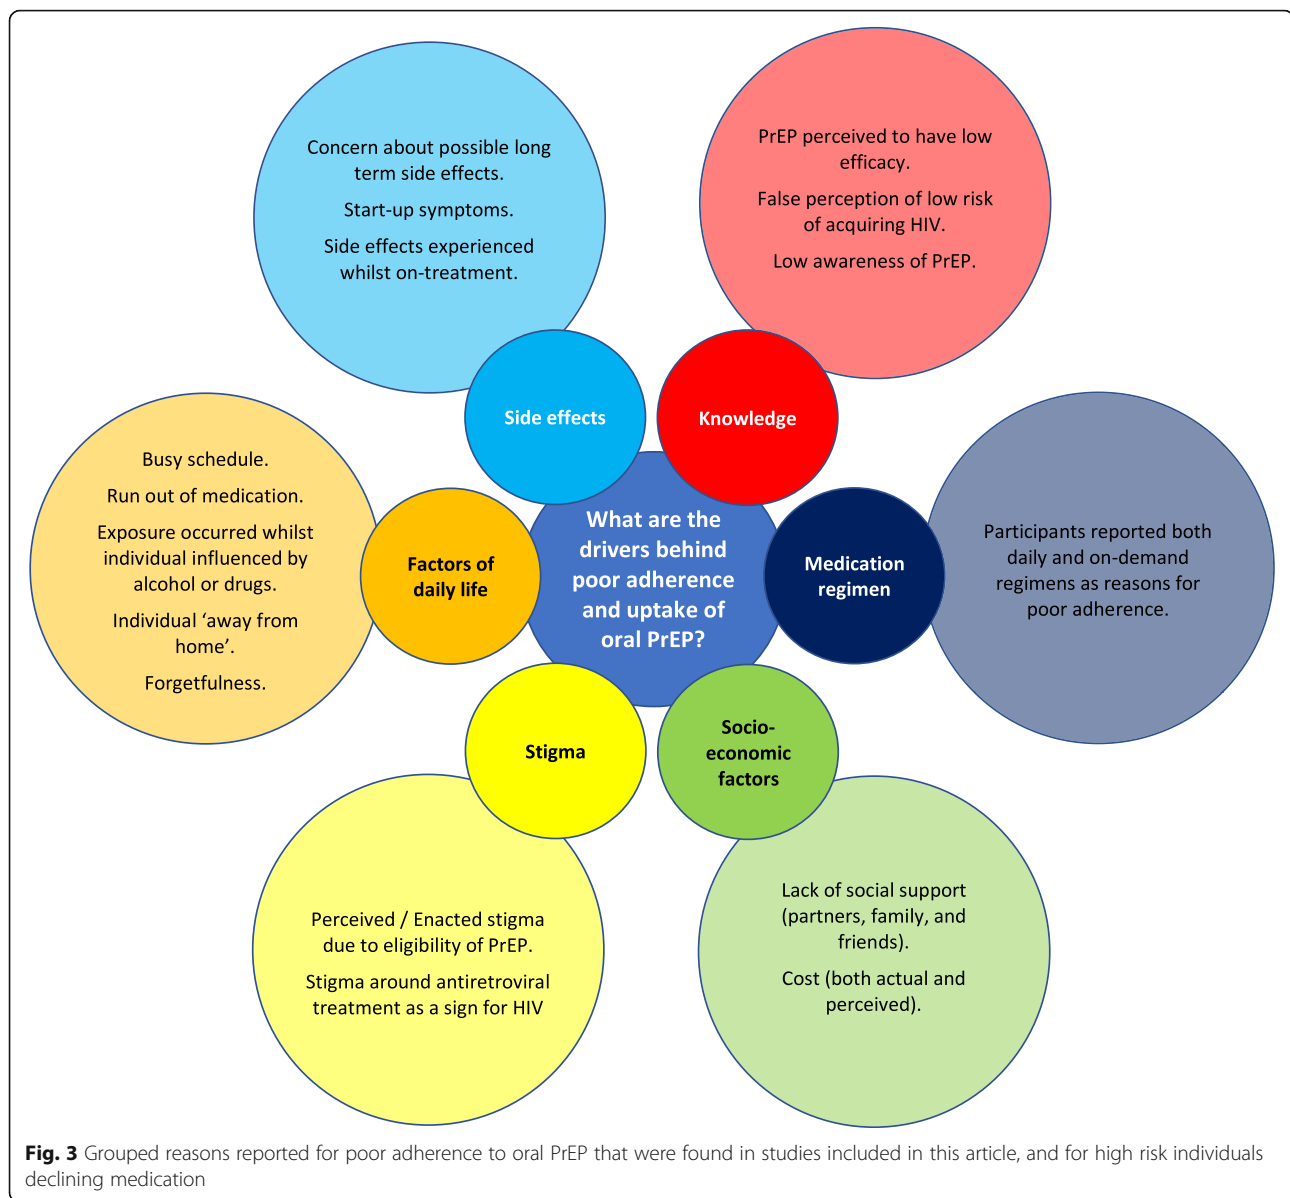 Concern about possible long
term side effects.
Start-up symptoms.
Side effects experienced
whilst on-treatment.
PrEP perceived to have low
efficacy.
False perception of low risk
of acquiring HIV.
Low awareness of PrEP.
Side effects
Knowledge
Busy schedule.
Run out of medication.
Exposure occurred whilst
individual influenced by
alcohol or drugs.
Individual ‘away from
home’.
Forgetfulness.
Factors of
daily life
What are the
drivers behind
poor adherence
and uptake of
oral PrEP?
Medication
regimen
Participants reported both
daily and on-demand
regimens as reasons for
poor adherence.
Stigma
Socio-
economic
factors
Perceived / Enacted stigma
due to eligibility of PrEP.
Stigma around antiretroviral
treatment as a sign for HIV
Lack of social support
(partners, family, and
friends).
Cost (both actual and
perceived).
Fig. 3 Grouped reasons reported for poor adherence to oral PrEP that were found in studies included in this article, and for high risk individuals
declining medication